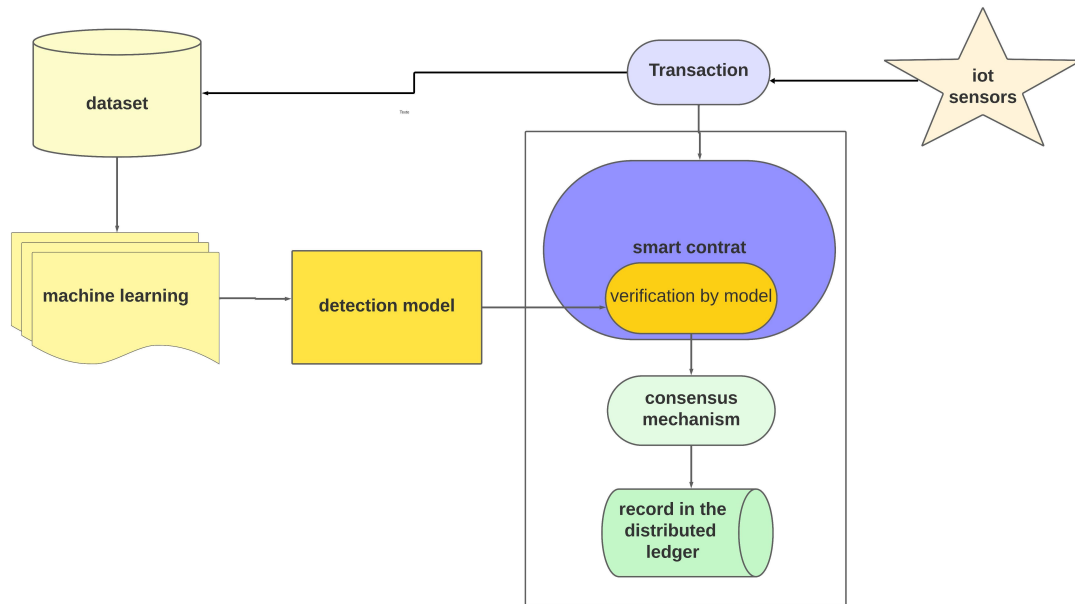 Transaction
iot
sensors
dataset
smart contrat
machine learning
verification by model
detection model
consensus
mechanism
record in the
distributed
ledger